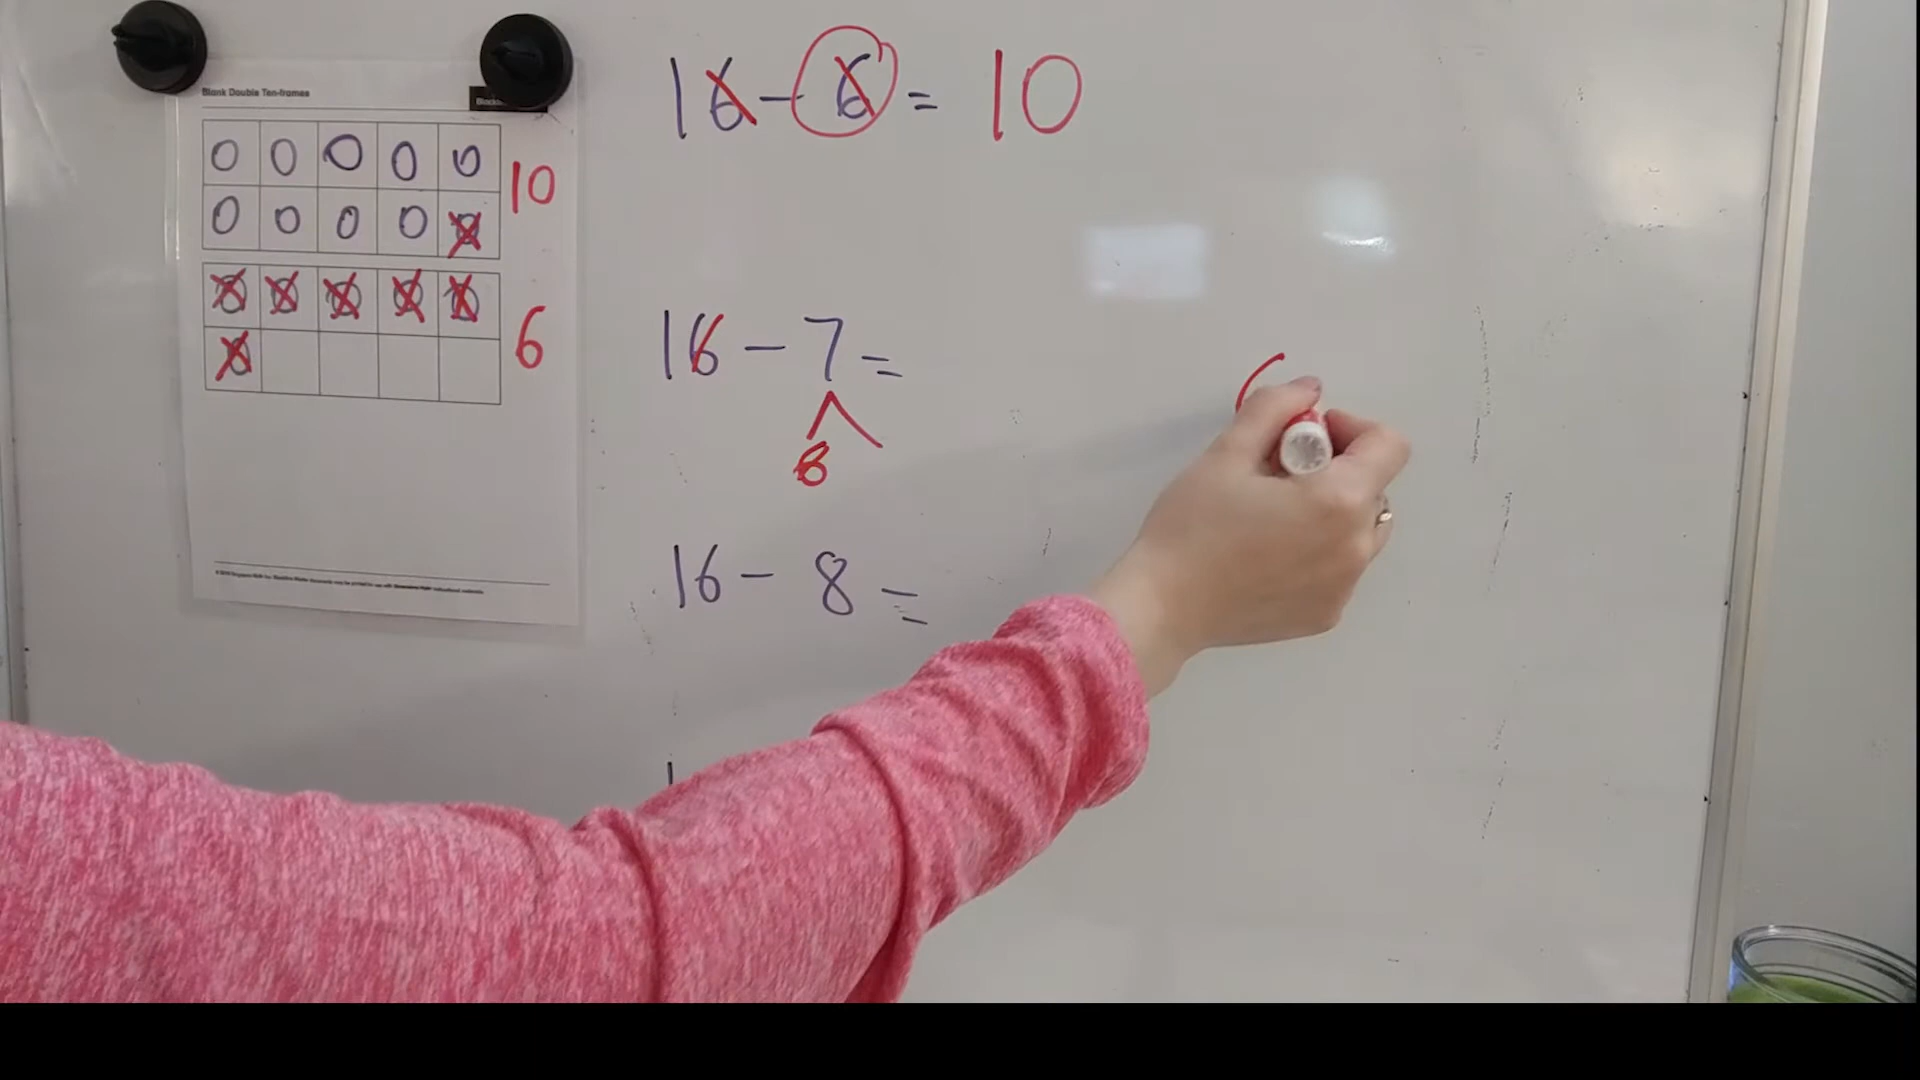 Blank Double Ten-frames
0 0 0 0 0
10
0 0 0 0 0
0 0 0 0 0
6
0
16 - 6 = 10
16 - 7 =
6
16 - 8 =